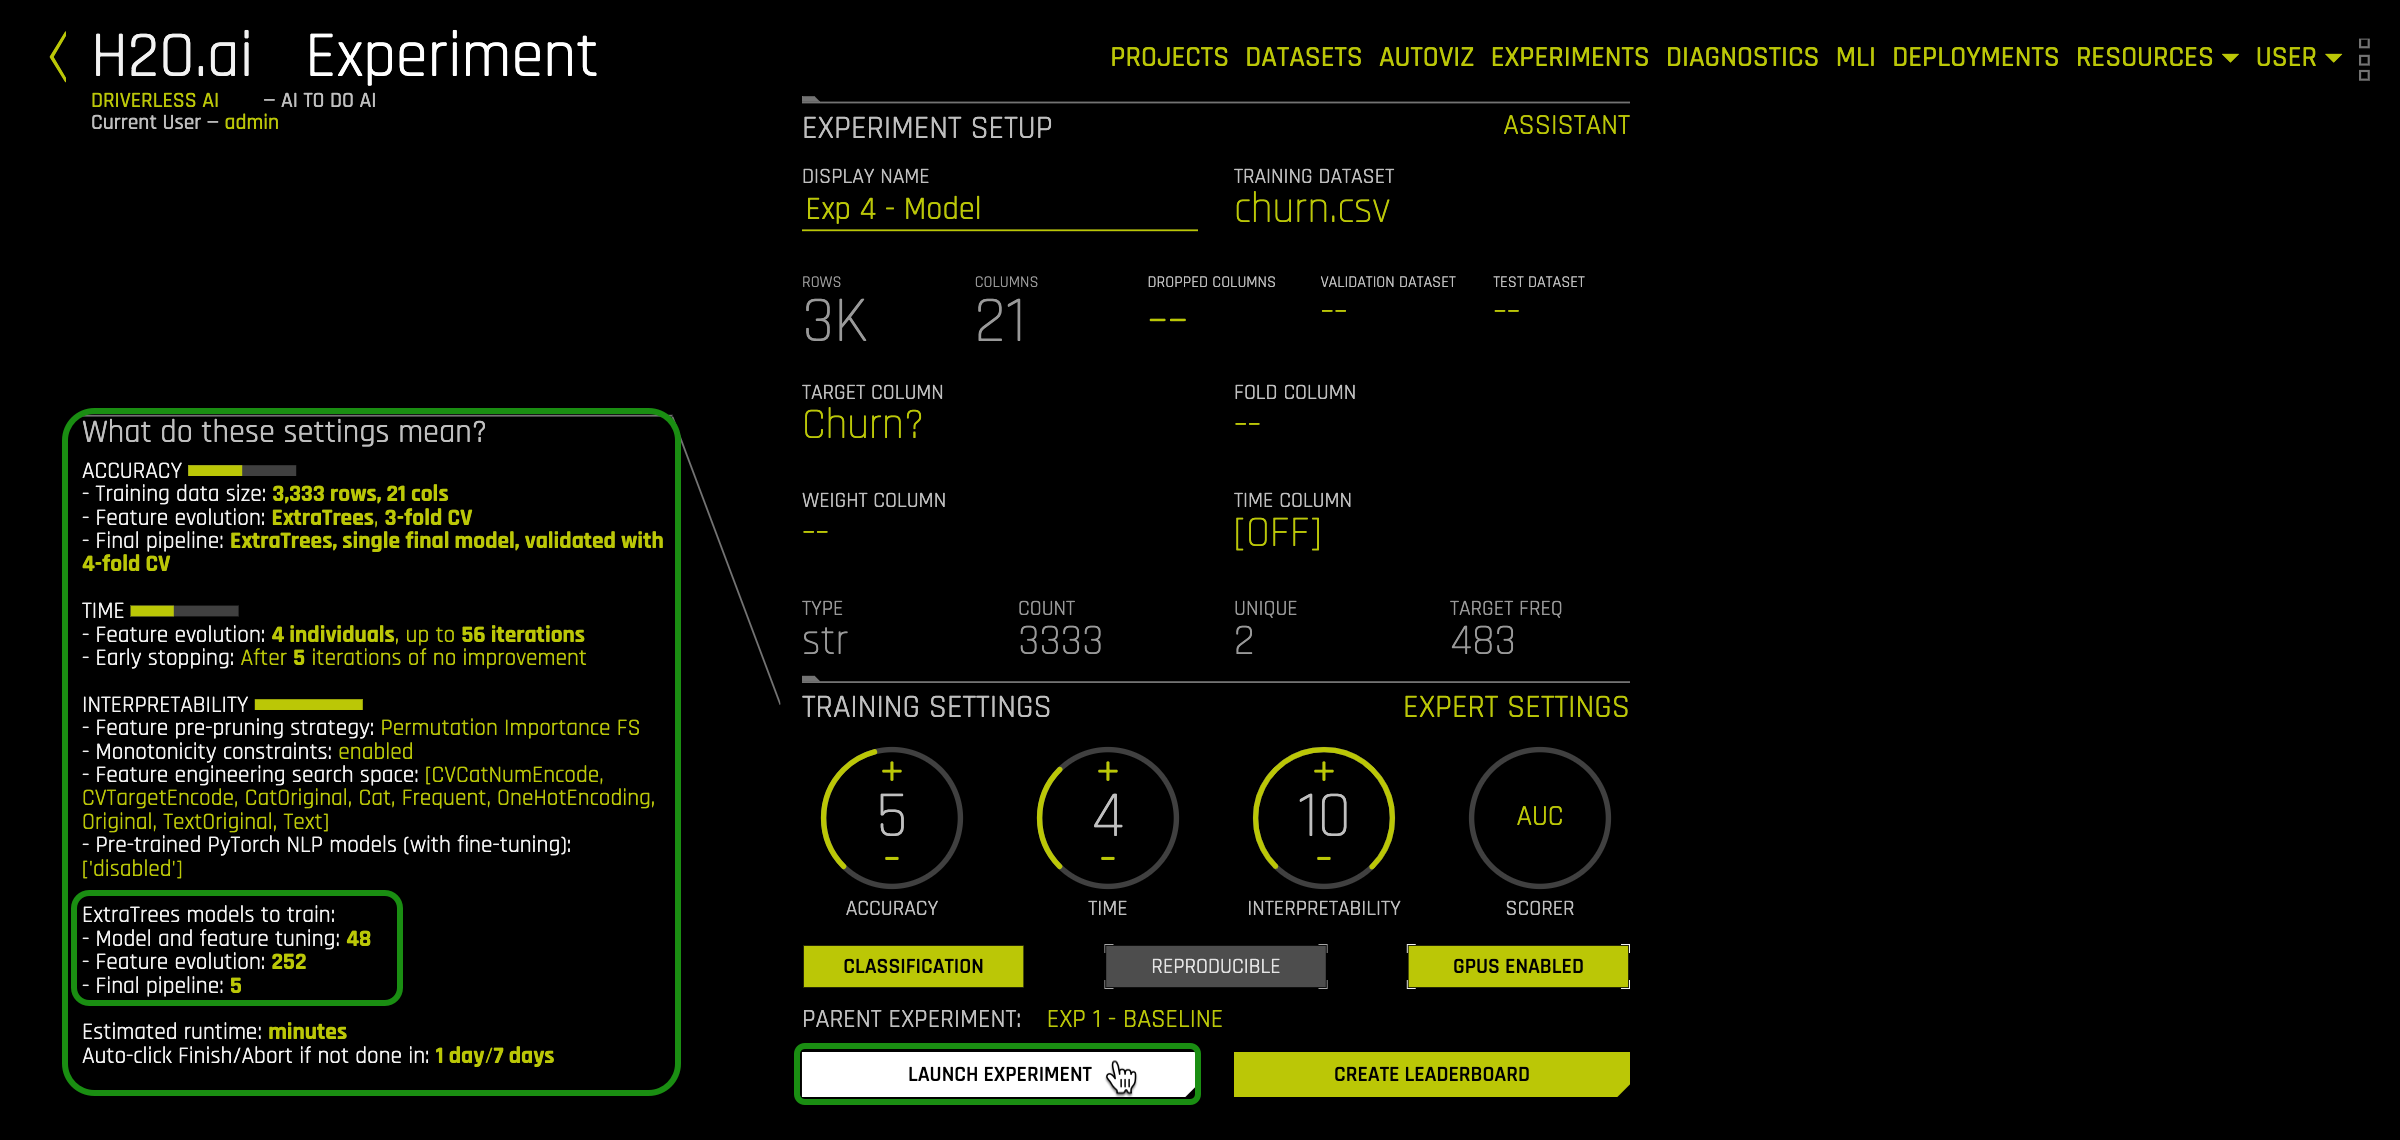 H2O.ai Experiment
DRIVERLESS AI – AI TO DO AI
Current User – admin
PROJECTS DATASETS AUTOVIZ EXPERIMENTS DIAGNOSTICS MLI DEPLOYMENTS RESOURCES USER
EXPERIMENT SETUP ASSISTANT
DISPLAY NAME TRAINING DATASET
Exp 4 - Model churn.csv
ROWS COLUMNS DROPPED COLUMNS VALIDATION DATASET TEST DATASET
3K 21 -- -- --
TARGET COLUMN FOLD COLUMN
Churn? --
WEIGHT COLUMN TIME COLUMN
-- [OFF]
TYPE COUNT UNIQUE TARGET FREQ
str 3333 2 483
What do these settings mean?
ACCURACY
- Training data size: 3,333 rows, 21 cols
- Feature evolution: ExtraTrees, 3-fold CV
- Final pipeline: ExtraTrees, single final model, validated with
4-fold CV
TIME
- Feature evolution: 4 individuals, up to 56 iterations
- Early stopping: After 5 iterations of no improvement
INTERPRETABILITY
- Feature pre-pruning strategy: Permutation Importance FS
- Monotonicity constraints: enabled
- Feature engineering search space: [CVCatNumEncode,
CVTargetEncode, CatOriginal, Cat, Frequent, OneHotEncoding,
Original, TextOriginal, Text]
- Pre-trained PyTorch NLP models (with fine-tuning):
['disabled']
ExtraTrees models to train:
- Model and feature tuning: 48
- Feature evolution: 252
- Final pipeline: 5
Estimated runtime: minutes
Auto-click Finish/Abort if not done in: 1 day/7 days
TRAINING SETTINGS EXPERT SETTINGS
+ + +
5 4 10 AUC
- - -
ACCURACY TIME INTERPRETABILITY SCORER
CLASSIFICATION REPRODUCIBLE GPUS ENABLED
PARENT EXPERIMENT: EXP 1 - BASELINE
LAUNCH EXPERIMENT CREATE LEADERBOARD